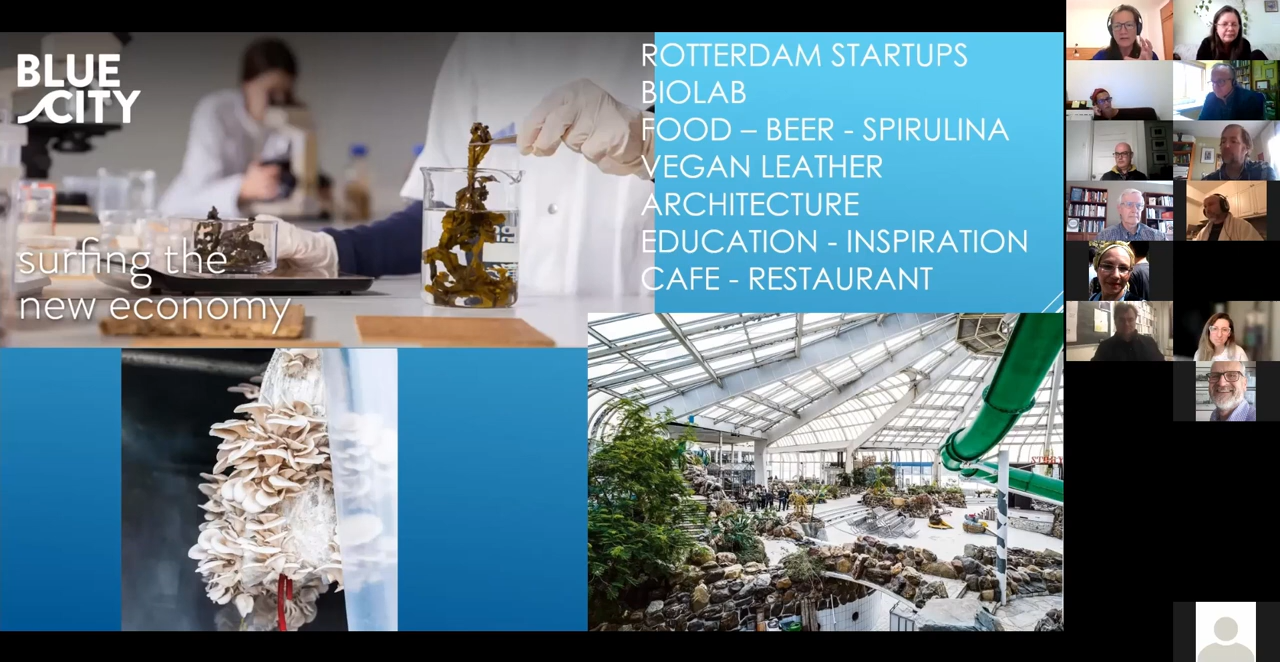 BLUE
CITY
surfing the
new economy
ROTTERDAM STARTUPS
BIOLAB
FOOD – BEER - SPIRULINA
VEGAN LEATHER
ARCHITECTURE
EDUCATION - INSPIRATION
CAFE - RESTAURANT